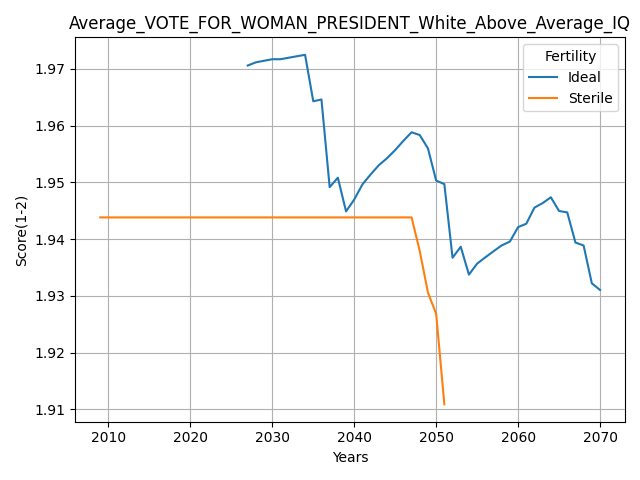 Average_VOTE_FOR_WOMAN_PRESIDENT_White_Above_Average_IQ
Fertility
Ideal
Sterile
Score(1-2)
1.97
1.96
1.95
1.94
1.93
1.92
1.91
2010 2020 2030 2040 2050 2060 2070
Years